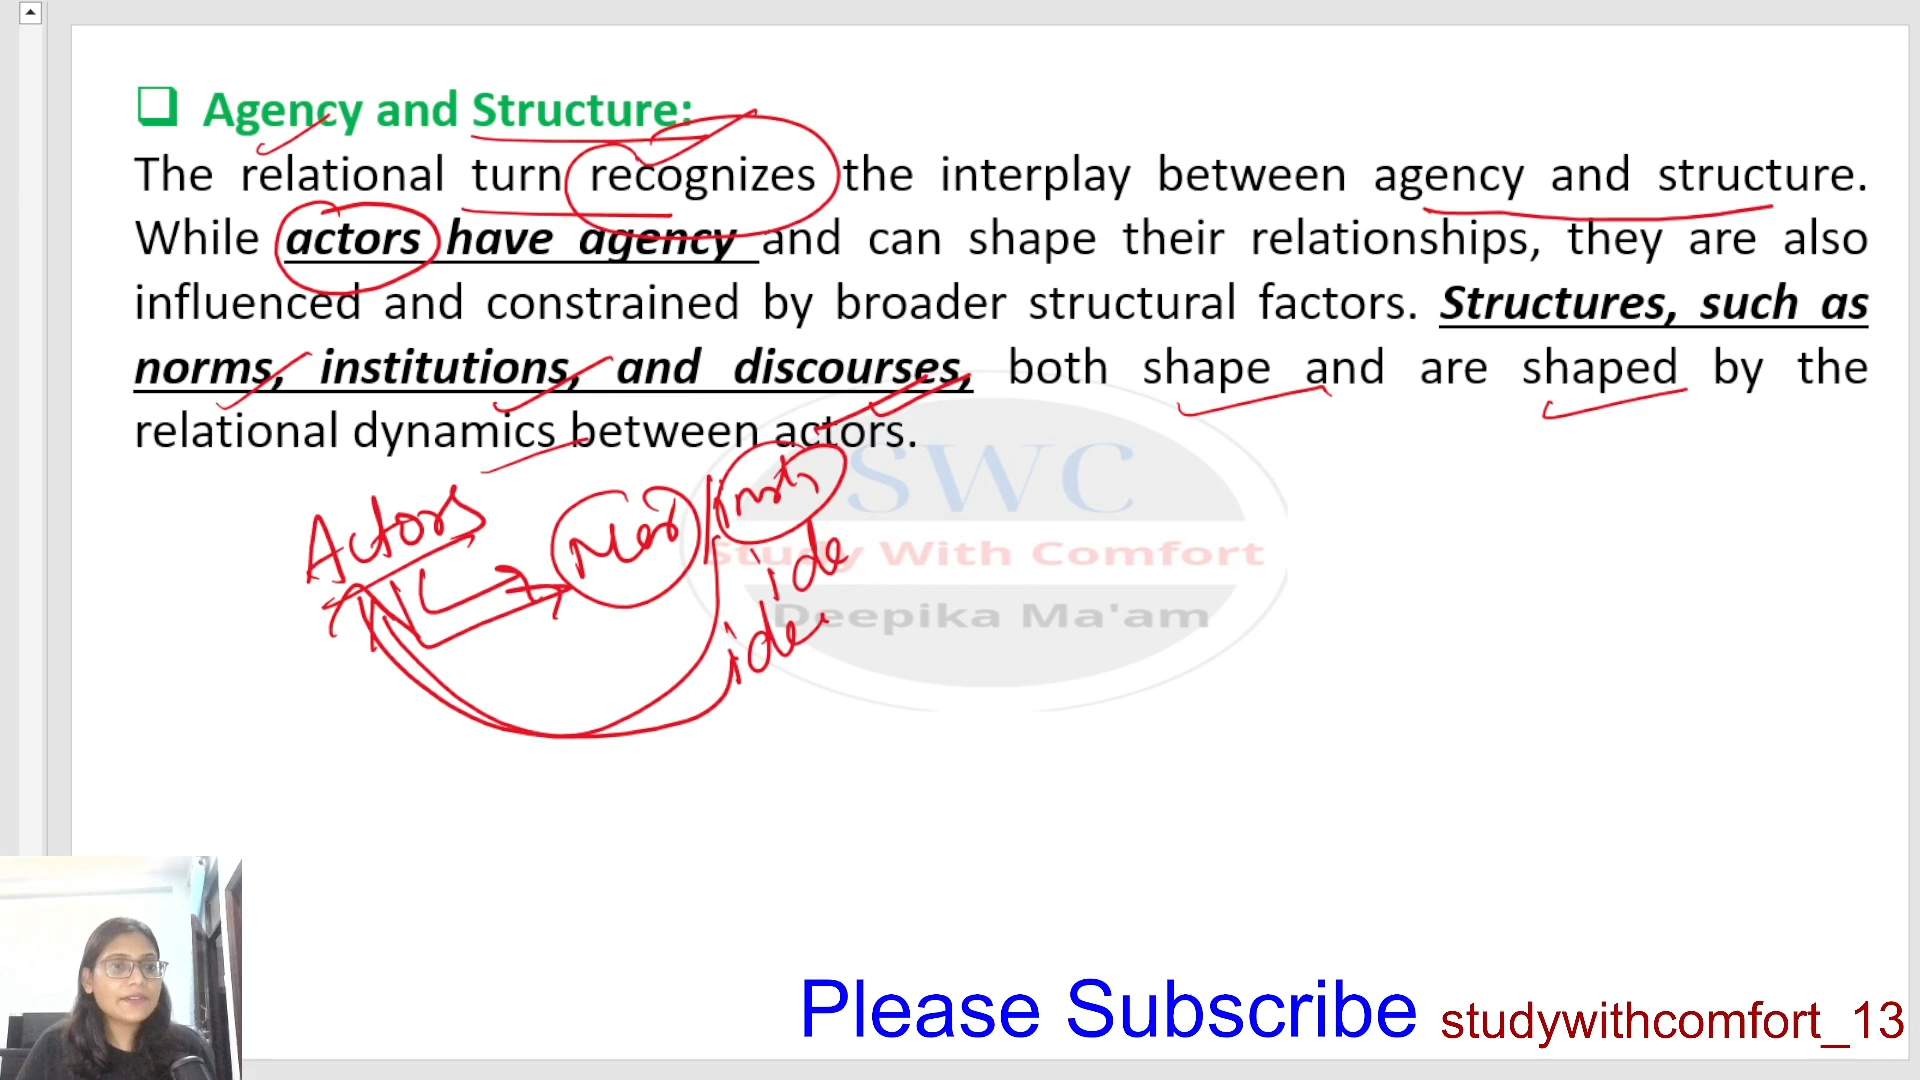 Agency and Structure:
The relational turn recognizes the interplay between agency and structure.
While actors have agency and can shape their relationships, they are also
influenced and constrained by broader structural factors. Structures, such as
norms, institutions, and discourses, both shape and are shaped by the
relational dynamics between actors.
Actors
ide
ide
SWC
Study With Comfort
Deepika Ma'am
Please Subscribe studywithcomfort_13